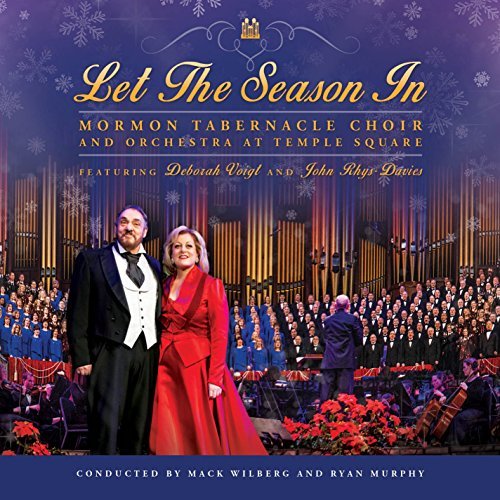 Let The Season In
MORMON TABERNACLE CHOIR
AND ORCHESTRA AT TEMPLE SQUARE
FEATURING Deborah Voigt AND John Rhys-Davies
CONDUCTED BY MACK WILBERG AND RYAN MURPHY